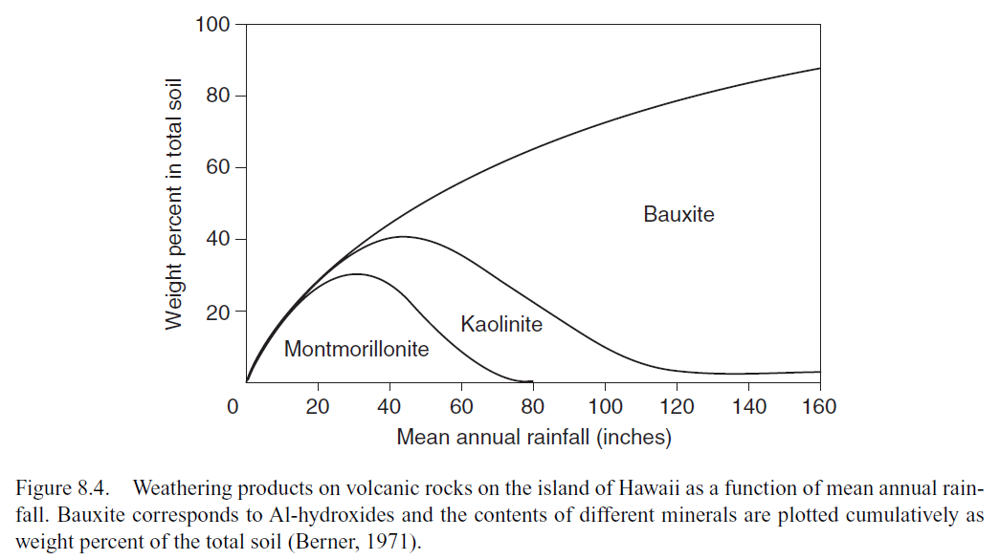 100
80
60
40
20
0
Weight percent in total soil
Bauxite
Kaolinite
Montmorillonite
20 40 60 80 100 120 140 160
Mean annual rainfall (inches)
Figure 8.4. Weathering products on volcanic rocks on the island of Hawaii as a function of mean annual rain-
fall. Bauxite corresponds to Al-hydroxides and the contents of different minerals are plotted cumulatively as
weight percent of the total soil (Berner, 1971).